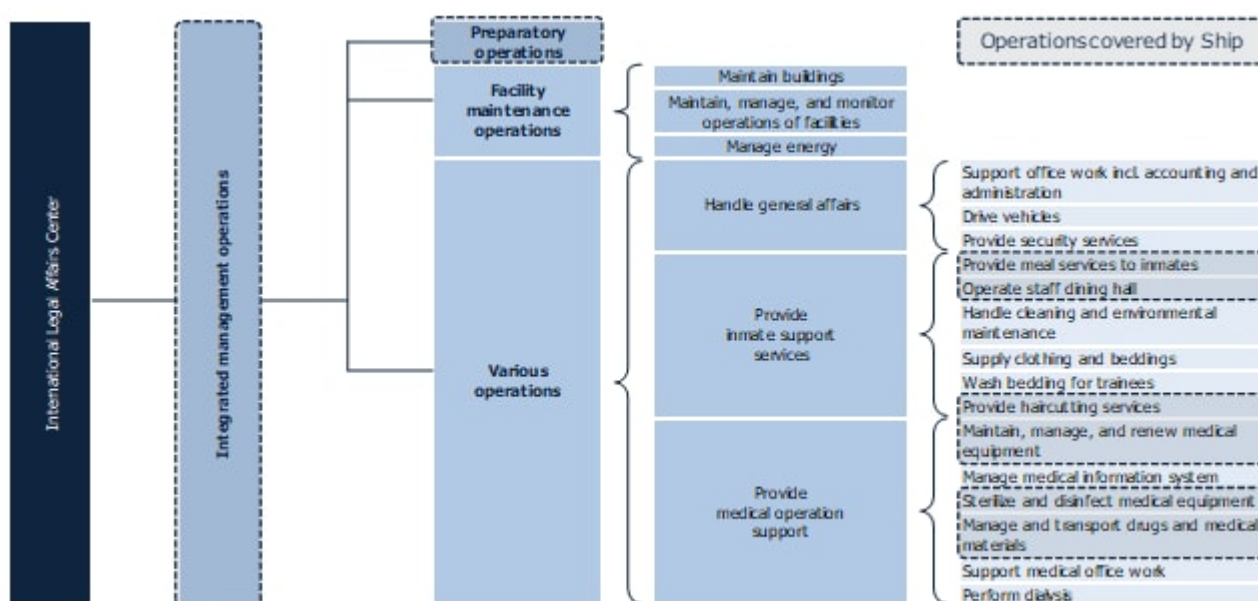 International Legal Affairs Center
Integrated management operations
Preparatory
operations
Facility
maintenance
operations
Various
operations
Maintain buildings
Maintain, manage, and monitor
operations of facilities
Manage energy
Handle general affairs
Provide
inmate support
services
Provide
medical operation
support
Operationscovered by Ship
Support office work incl. accounting and
administration
Drive vehicles
Provide security services
Provide meal services to inmates
Operate staff dining hall
Handle cleaning and environmental
maintenance
Supply clothing and beddings
Wash bedding for trainees
Provide haircutting services
Maintain, manage, and renew medical
equipment
Manage medical information system
Sterilize and disinfect medical equipment
Manage and transport drugs and medical
materials
Support medical office work
Perform dialysis